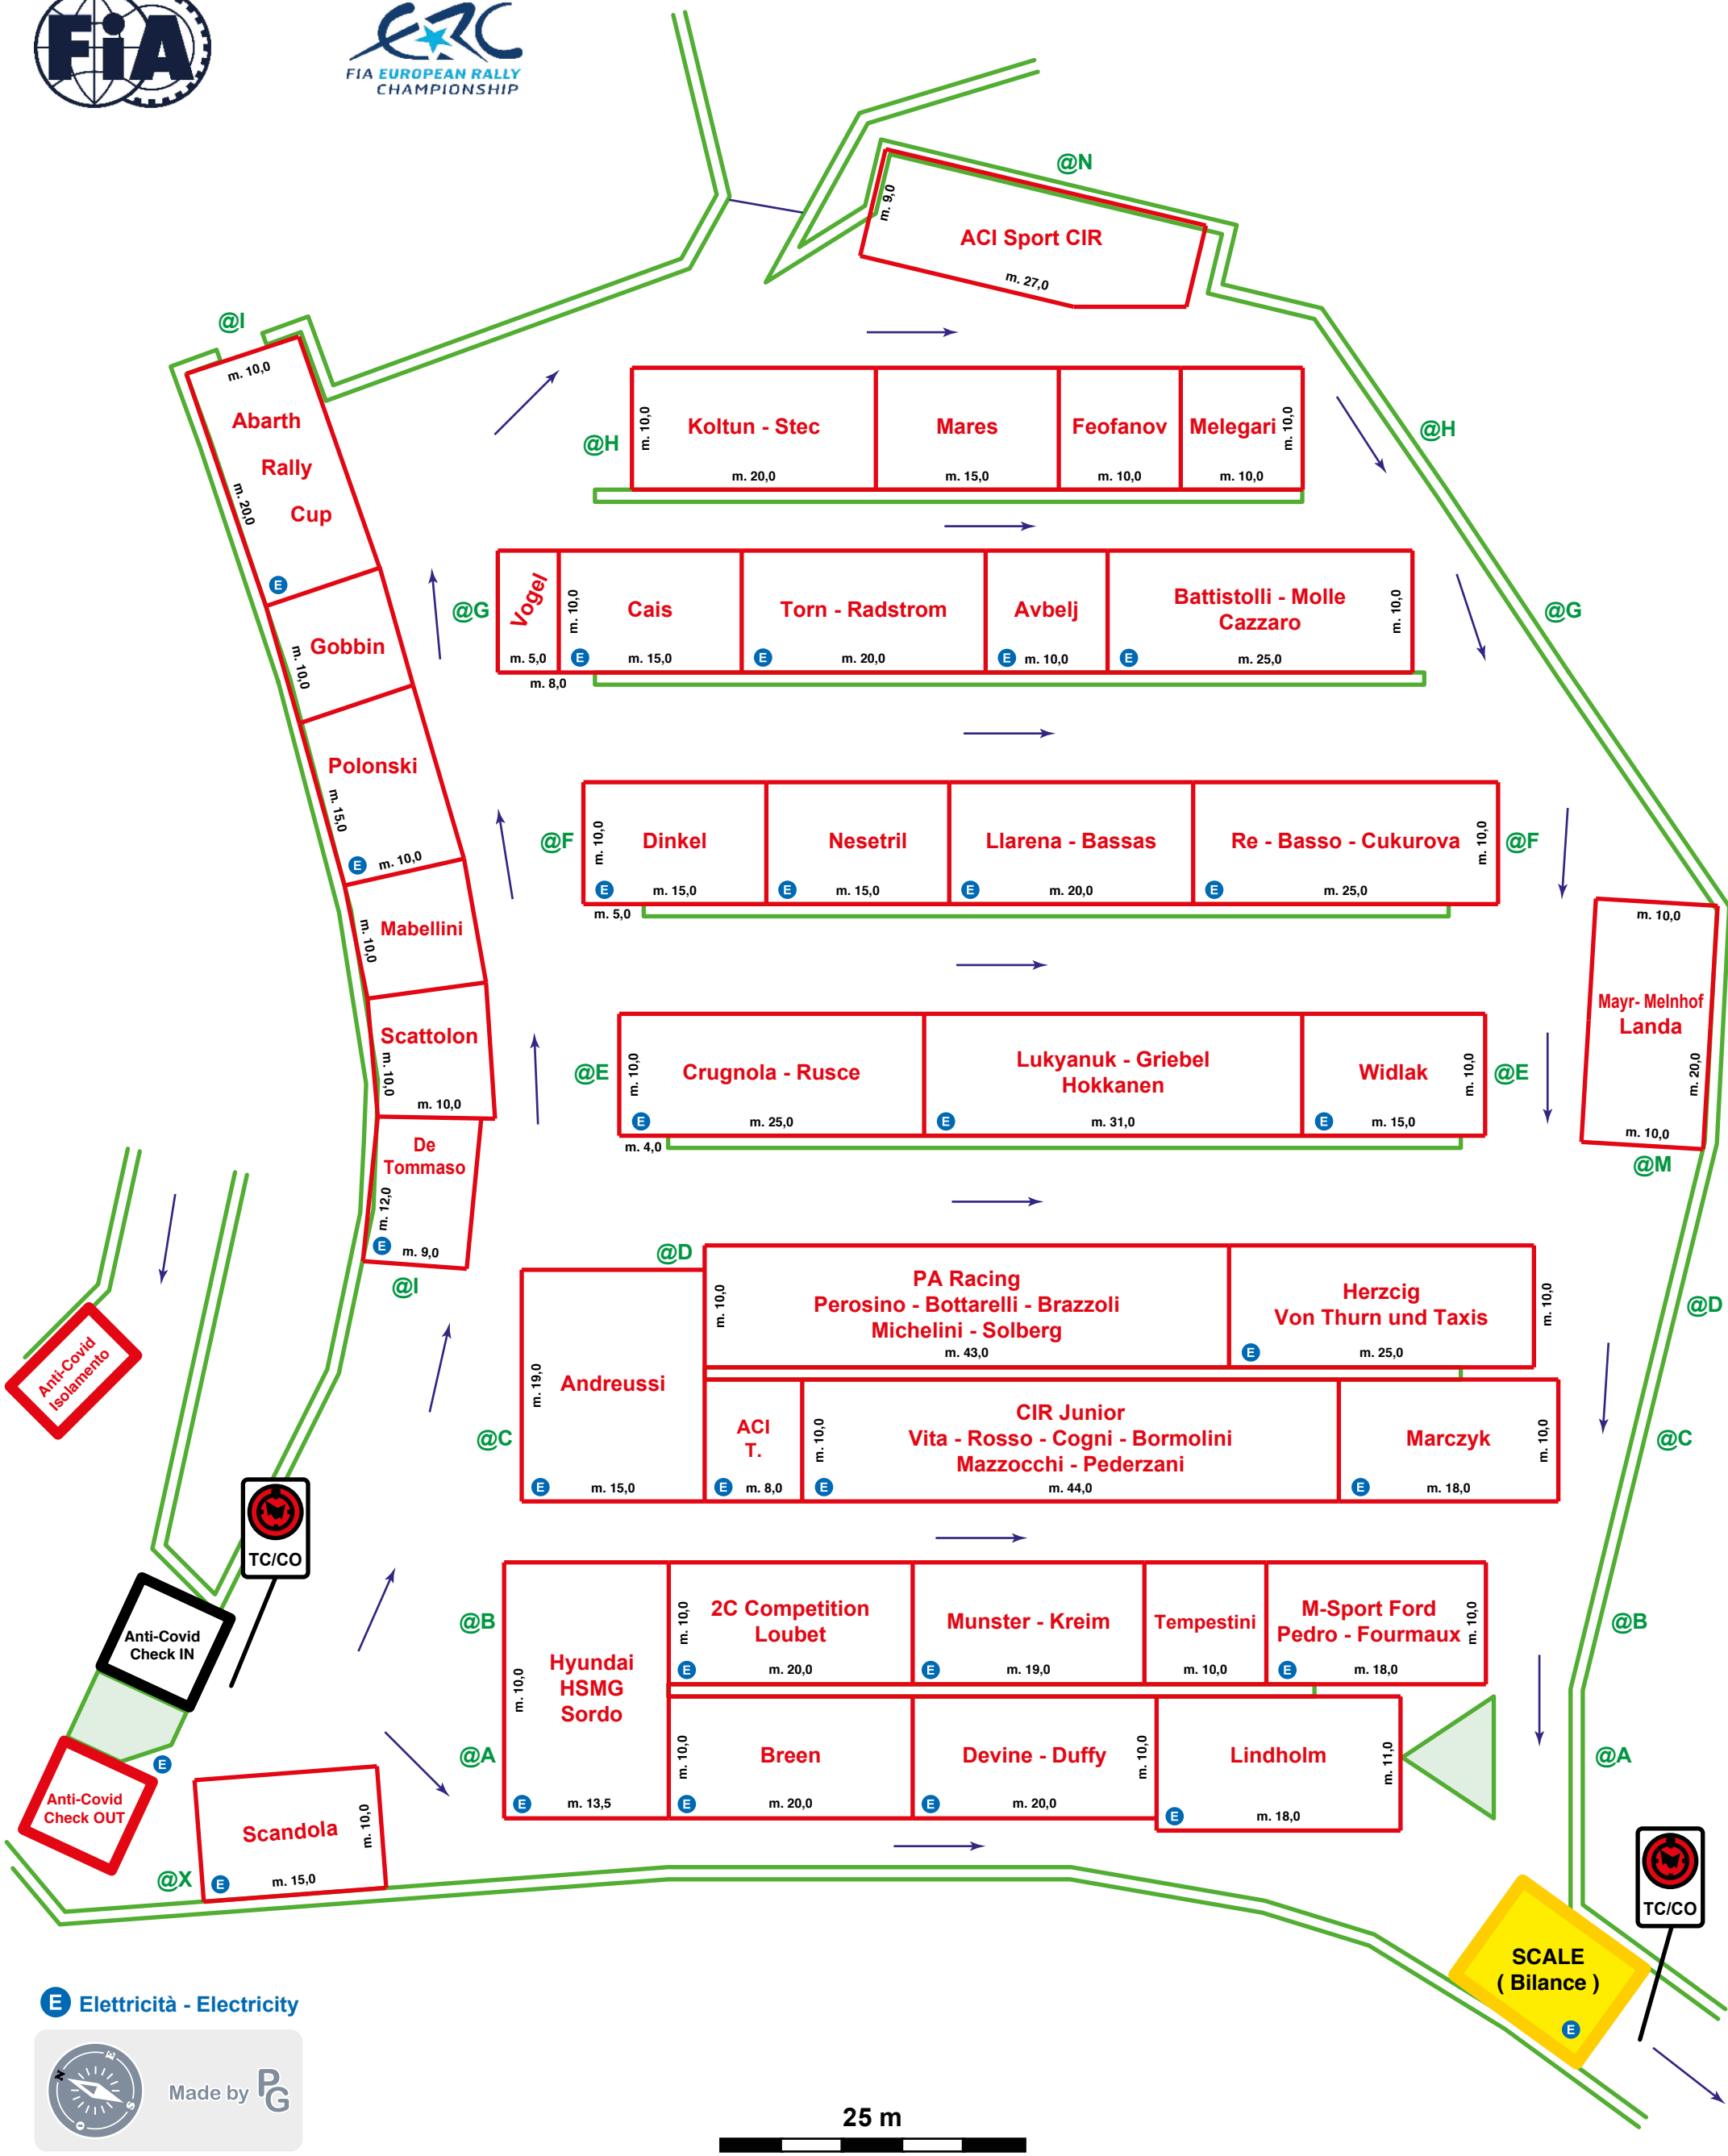 FiA
ERC
FIA EUROPEAN RALLY
CHAMPIONSHIP
@N
m. 9,0
ACI Sport CIR
m. 27,0
@I
m. 10,0
Abarth
Rally
Cup
m. 20,0
E
Gobbin
m. 10,0
Polonski
m. 15,0
E
m. 10,0
Mabellini
m. 10,0
Scattolon
m. 10,0
m. 10,0
De
Tommaso
m. 12,0
E
m. 9,0
@I
@H
m. 10,0
Koltun - Stec
m. 20,0
Mares
m. 15,0
Feofanov
m. 10,0
Melegari
m. 10,0
m. 10,0
@H
@G
Vogel
m. 5,0
m. 8,0
m. 10,0
Cais
E
m. 15,0
Torn - Radstrom
E
m. 20,0
Avbelj
E
m. 10,0
Battistolli - Molle
Cazzaro
E
m. 25,0
m. 10,0
@G
@F
m. 10,0
Dinkel
E
m. 15,0
m. 5,0
Nesetril
E
m. 15,0
Llarena - Bassas
E
m. 20,0
Re - Basso - Cukurova
E
m. 25,0
m. 10,0
@F
m. 10,0
Mayr- Melnhof
Landa
m. 20,0
m. 10,0
@M
@E
m. 10,0
Crugnola - Rusce
E
m. 25,0
m. 4,0
Lukyanuk - Griebel
Hokkanen
E
m. 31,0
Widlak
E
m. 15,0
m. 10,0
@E
@D
m. 10,0
PA Racing
Perosino - Bottarelli - Brazzoli
Michelini - Solberg
m. 43,0
Herzcig
Von Thurn und Taxis
E
m. 25,0
m. 10,0
@D
@C
m. 19,0
Andreussi
E
m. 15,0
ACI
T.
E
m. 8,0
m. 10,0
CIR Junior
Vita - Rosso - Cogni - Bormolini
Mazzocchi - Pederzani
E
m. 44,0
Marczyk
E
m. 18,0
m. 10,0
@C
Anti-Covid
Isolamento
TC/CO
Anti-Covid
Check IN
Anti-Covid
Check OUT
E
@B
@A
m. 10,0
Hyundai
HSMG
Sordo
E
m. 13,5
m. 10,0
2C Competition
Loubet
E
m. 20,0
Munster - Kreim
E
m. 19,0
Tempestini
m. 10,0
M-Sport Ford
Pedro - Fourmaux
E
m. 18,0
m. 10,0
@B
m. 10,0
Breen
E
m. 20,0
Devine - Duffy
E
m. 20,0
m. 10,0
Lindholm
E
m. 18,0
m. 11,0
@A
@X
Scandola
E
m. 15,0
m. 10,0
TC/CO
SCALE
( Bilance )
E
E Elettricità - Electricity
N
E
S
O
Made by PG
25 m